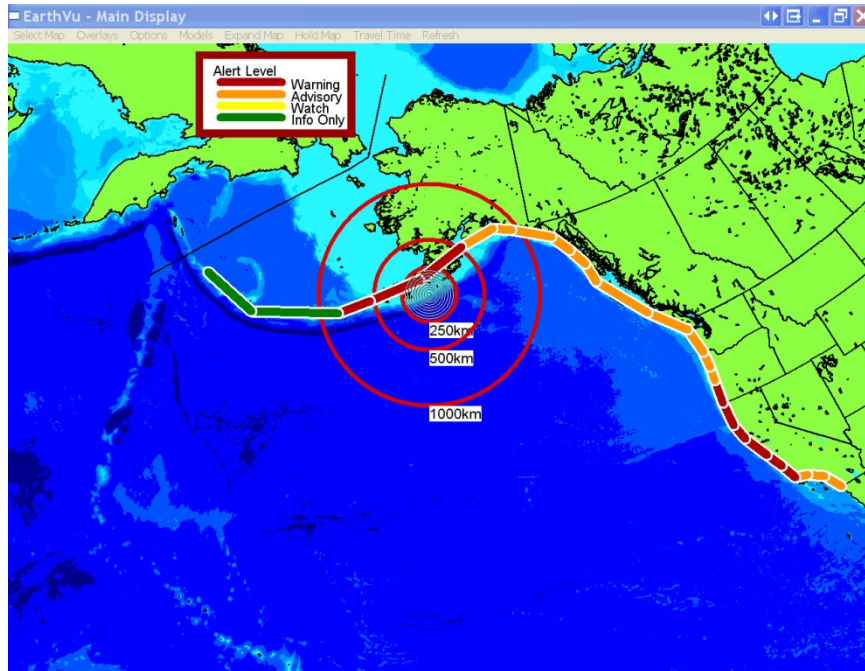 EarthVu - Main Display
Select Map Overlays Options Models Expand Map Hold Map Travel Time Refresh
Alert Level
Warning
Advisory
Watch
Info Only
250km
500km
1000km